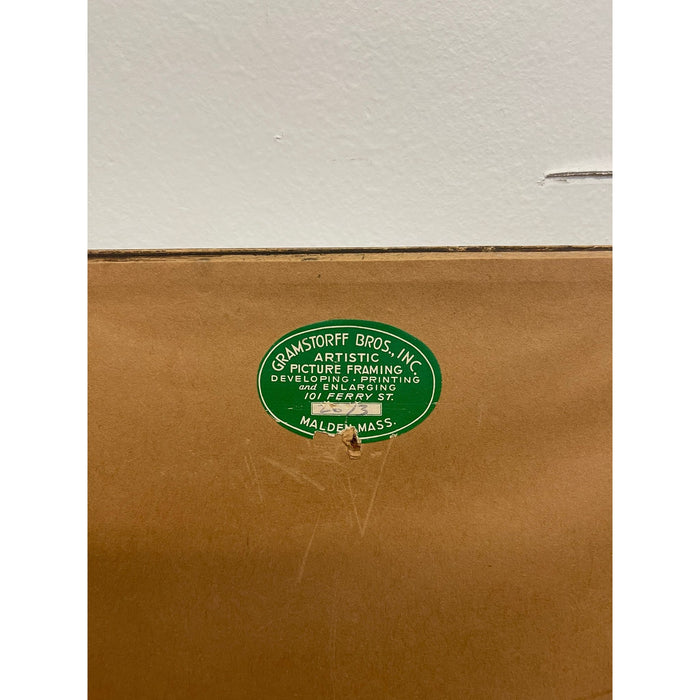 GRAMSTORFF BROS., INC.
ARTISTIC
PICTURE FRAMING
DEVELOPING · PRINTING
and ENLARGING
101 FERRY ST.
MALDEN, MASS.